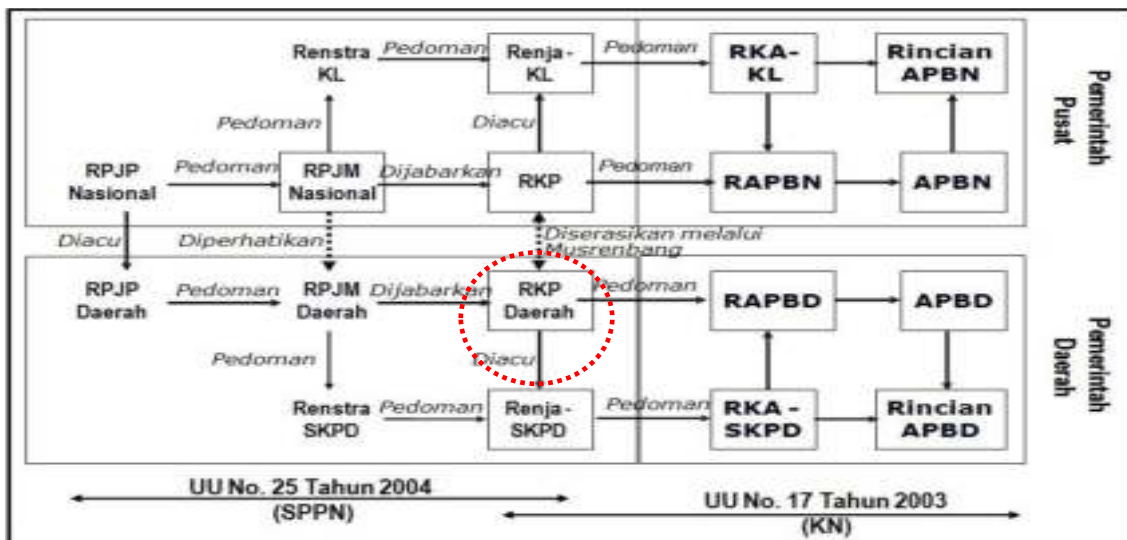 Renstra
KL
Pedoman
Renja-
KL
Pedoman
RKA-
KL
Rincian
APBN
Pedoman
Diacu
RPJP
Nasional
Pedoman
RPJM
Nasional
Dijabarkan
RKP
Pedoman
RAPBN
APBN
Pemerintah
Pusat
Diacu
Diperhatikan
Diserasikan melalui
Musrenbang
RPJP
Daerah
Pedoman
RPJM
Daerah
Dijabarkan
RKP
Daerah
Pedoman
RAPBD
APBD
Pedoman
Diacu
Renstra
SKPD
Pedoman
Renja-
SKPD
Pedoman
RKA -
SKPD
Rincian
APBD
Pemerintah
Daerah
UU No. 25 Tahun 2004
(SPPN)
UU No. 17 Tahun 2003
(KN)